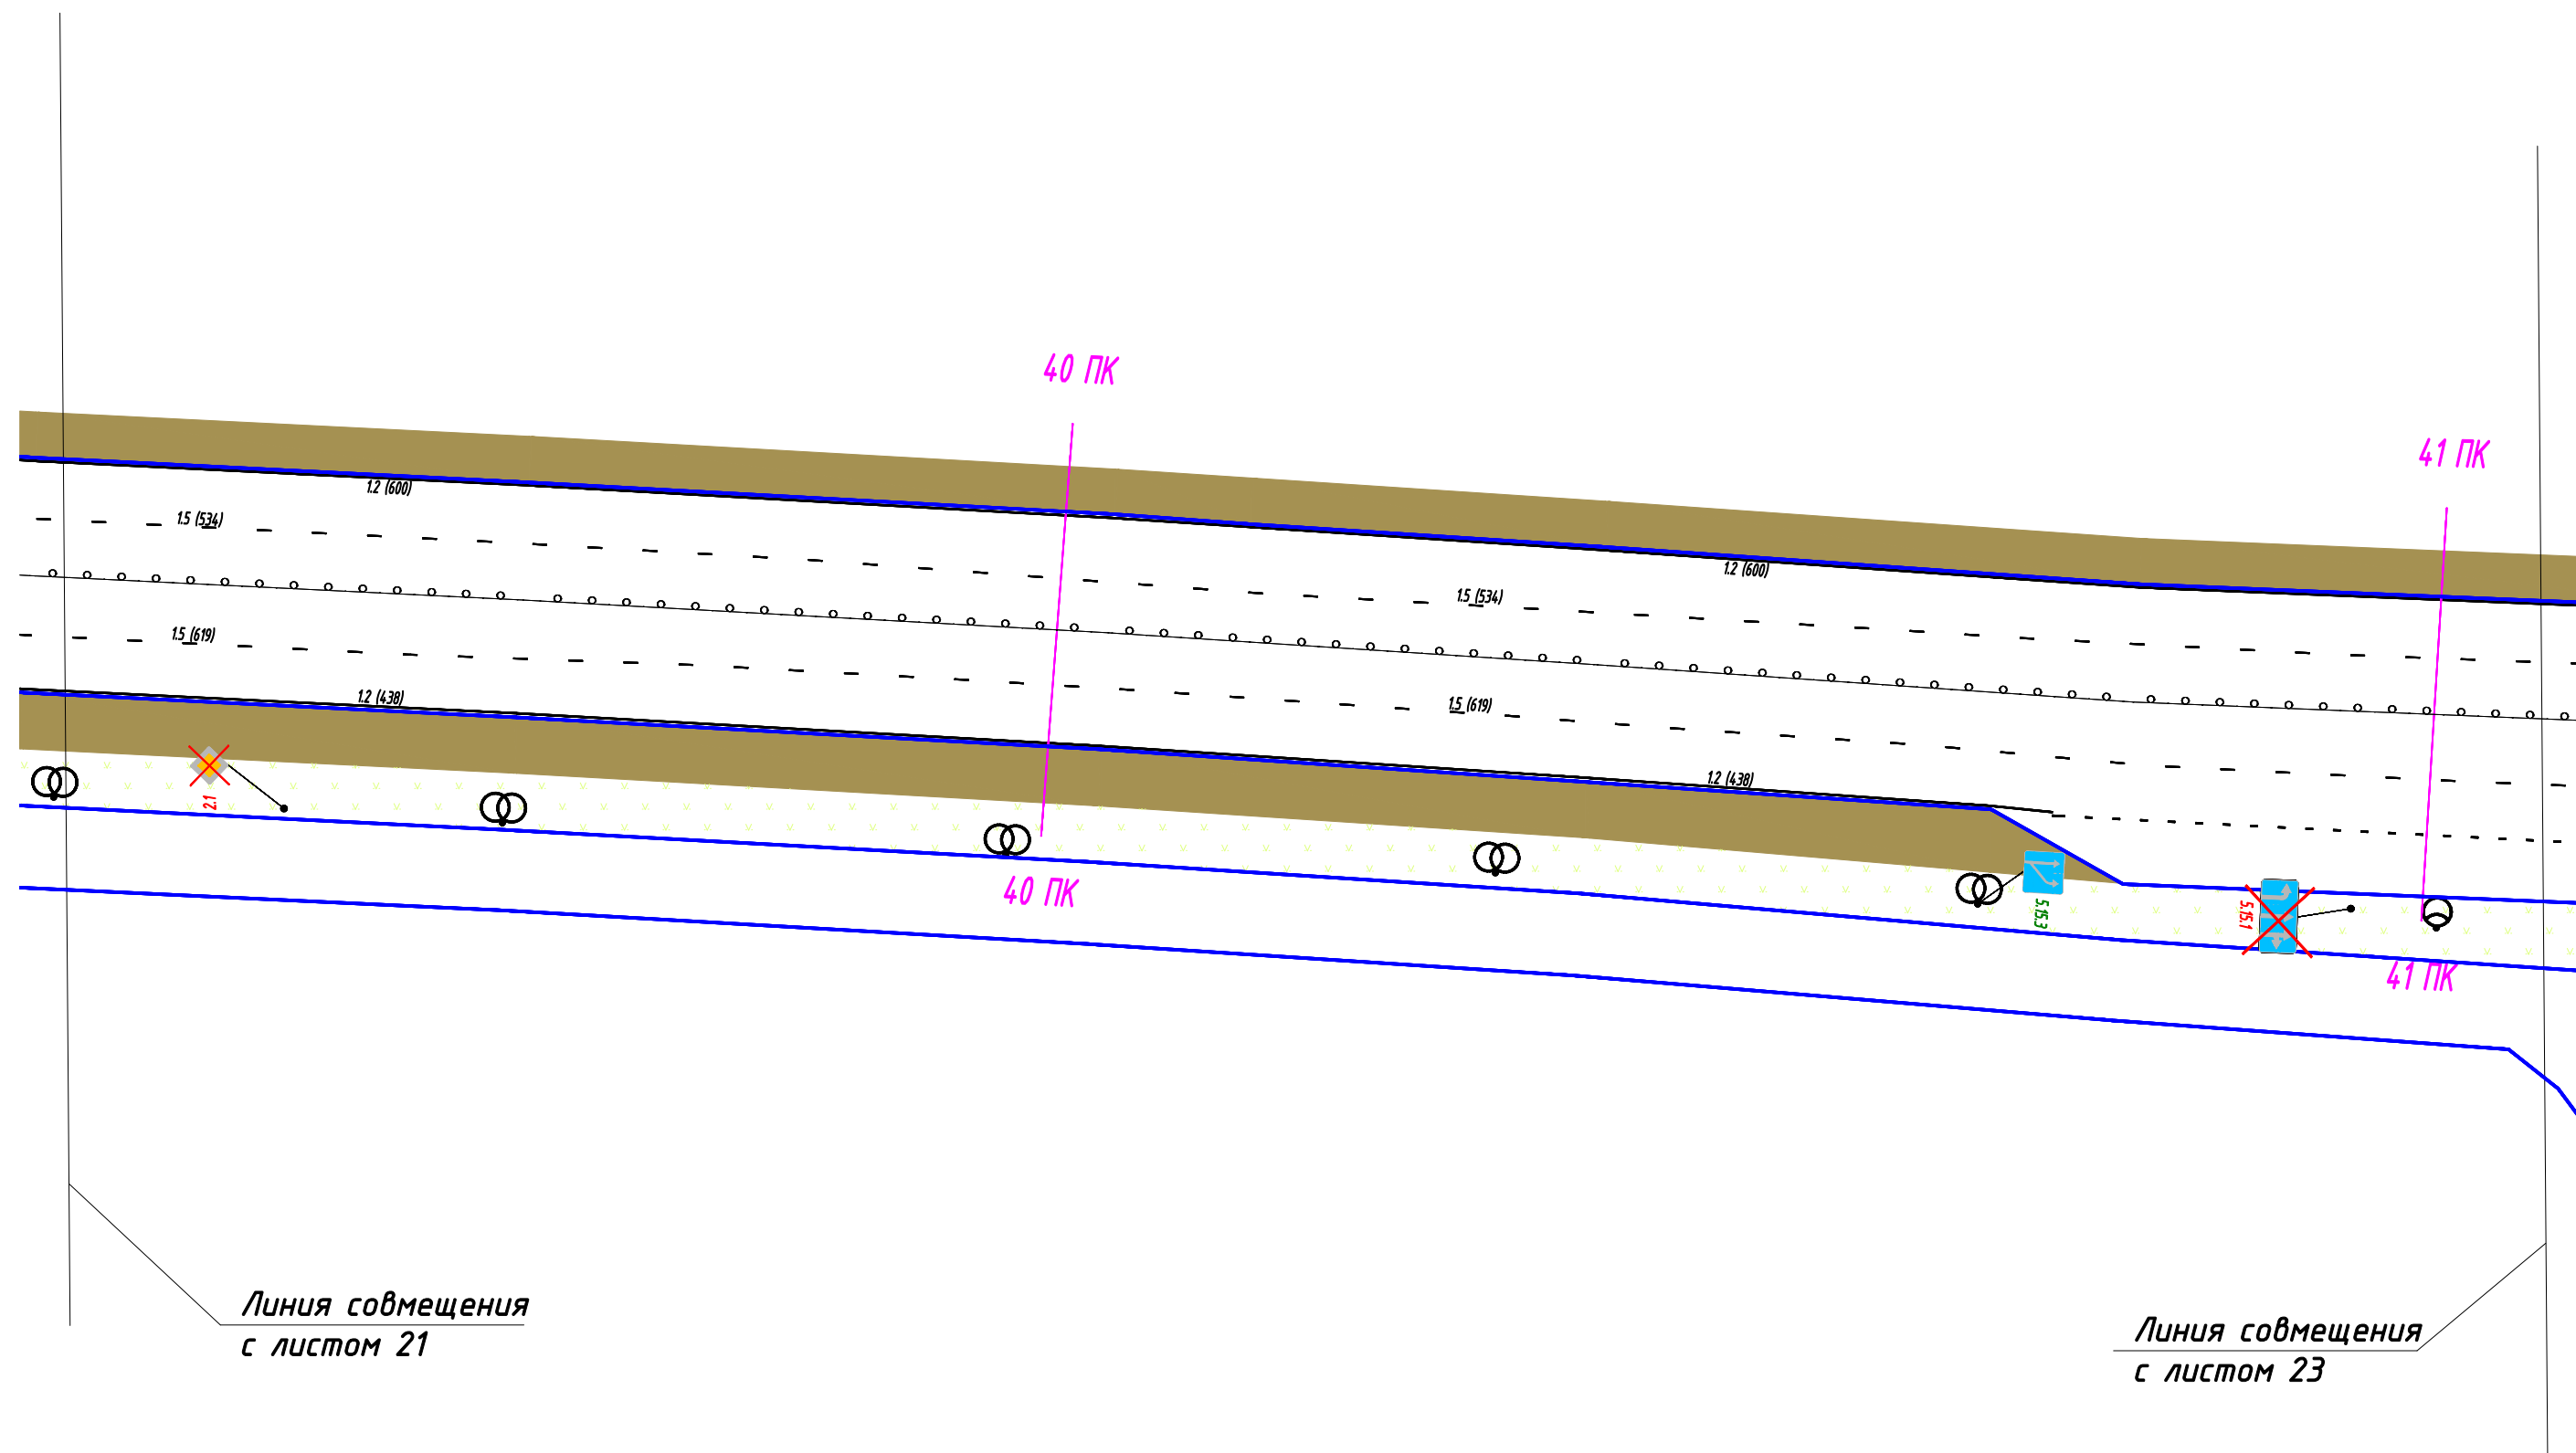 40 ПК
41 ПК
1.2 (600)
1.5 (534)
1.2 (600)
1.5 (534)
1.5 (619)
1.2 (438)
1.5 (619)
1.2 (438)
2.1
40 ПК
5.15.3
5.15.1
41 ПК
Линия совмещения
с листом 21
Линия совмещения
с листом 23